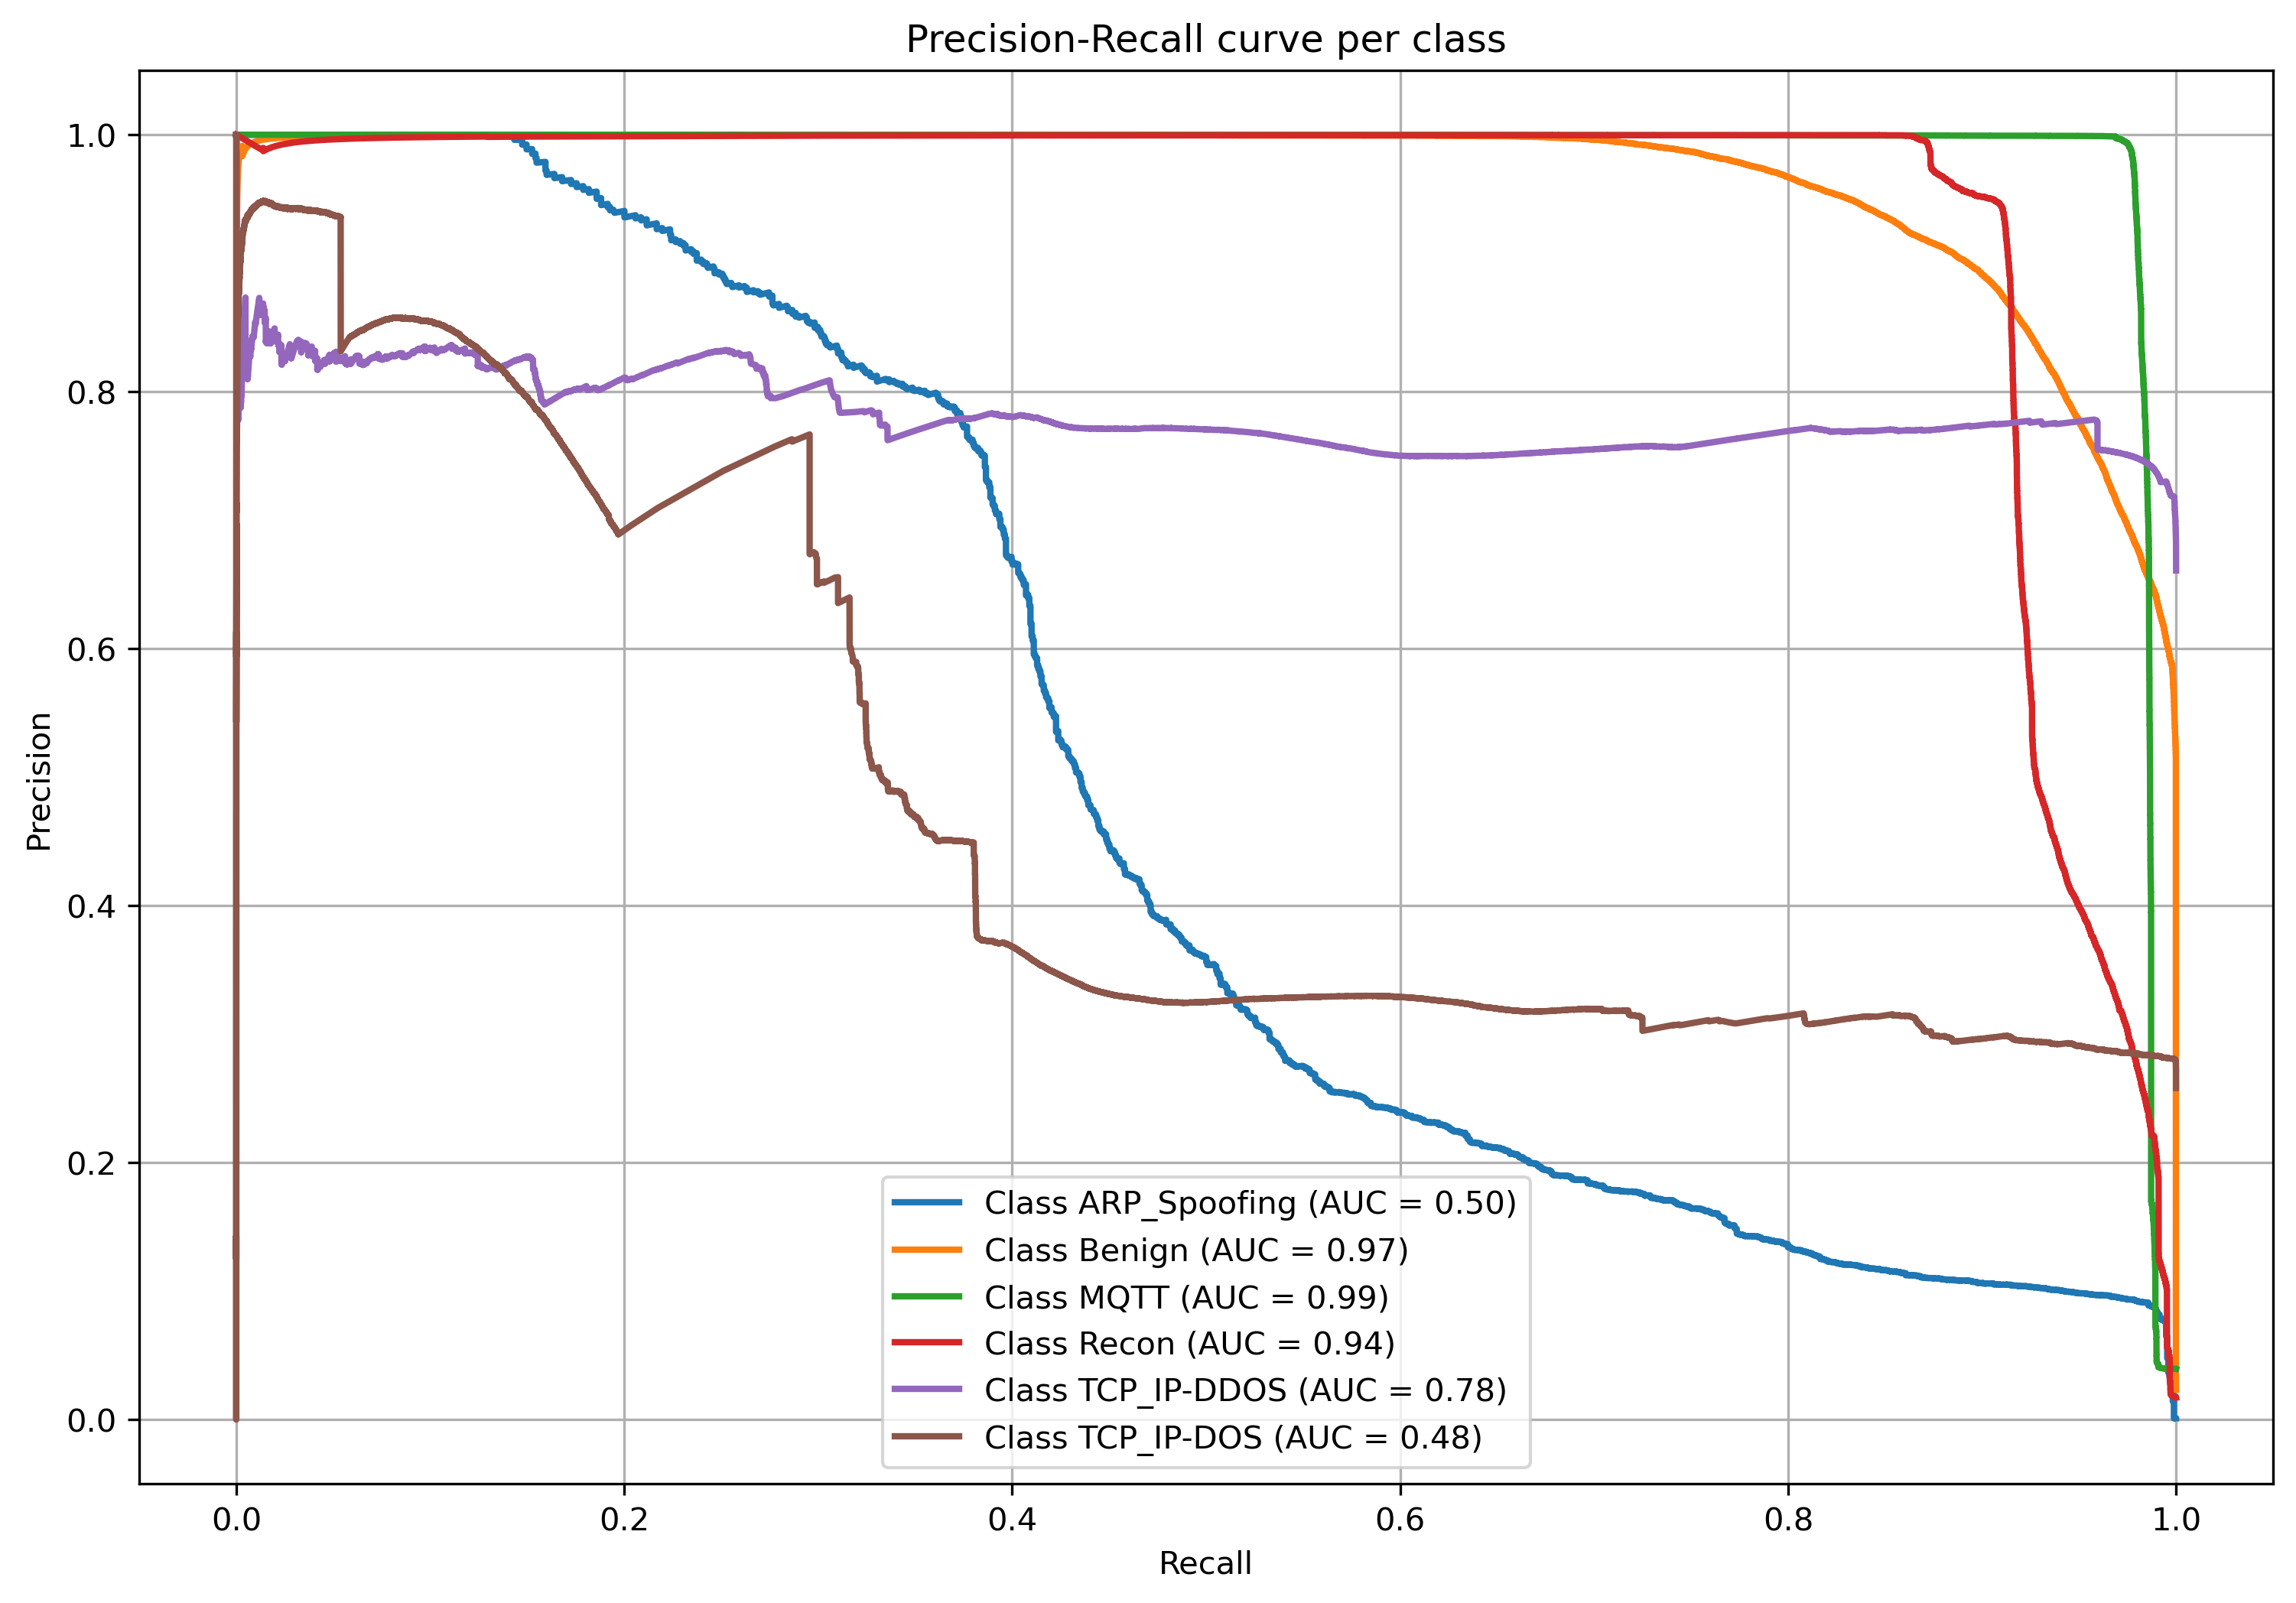 Precision-Recall curve per class
1.0
0.8
0.6
0.4
0.2
0.0
Precision
Class ARP_Spoofing (AUC = 0.50)
Class Benign (AUC = 0.97)
Class MQTT (AUC = 0.99)
Class Recon (AUC = 0.94)
Class TCP_IP-DDOS (AUC = 0.78)
Class TCP_IP-DOS (AUC = 0.48)
0.0 0.2 0.4 0.6 0.8 1.0
Recall